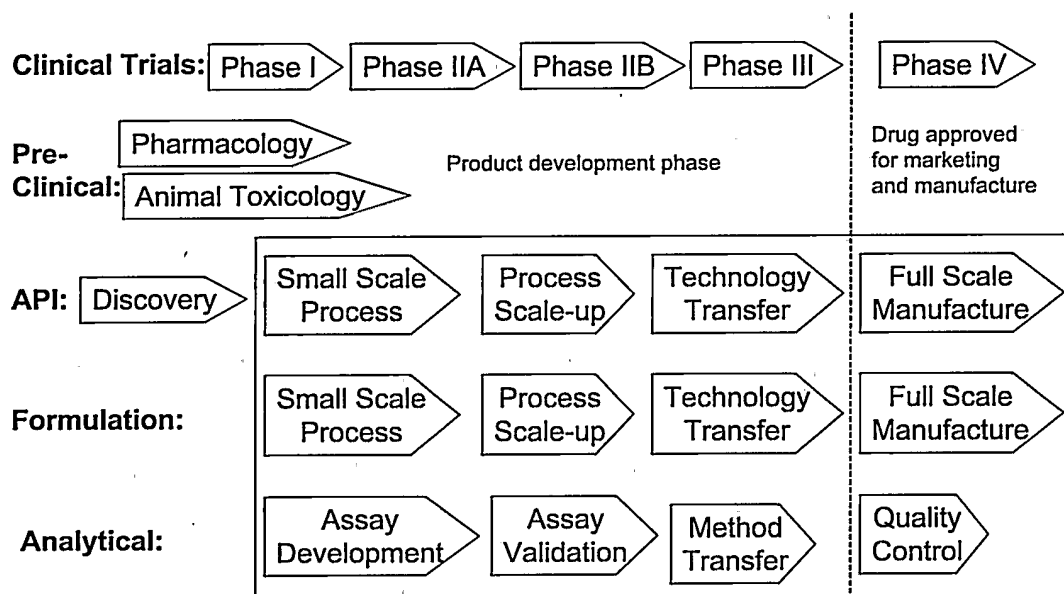 Clinical Trials: Phase I Phase IIA Phase IIB Phase III Phase IV
Pharmacology
Pre-
Clinical:
Animal Toxicology
Product development phase
Drug approved
for marketing
and manufacture
API: Discovery
Small Scale
Process
Process
Scale-up
Technology
Transfer
Full Scale
Manufacture
Formulation:
Small Scale
Process
Process
Scale-up
Technology
Transfer
Full Scale
Manufacture
Analytical:
Assay
Development
Assay
Validation
Method
Transfer
Quality
Control